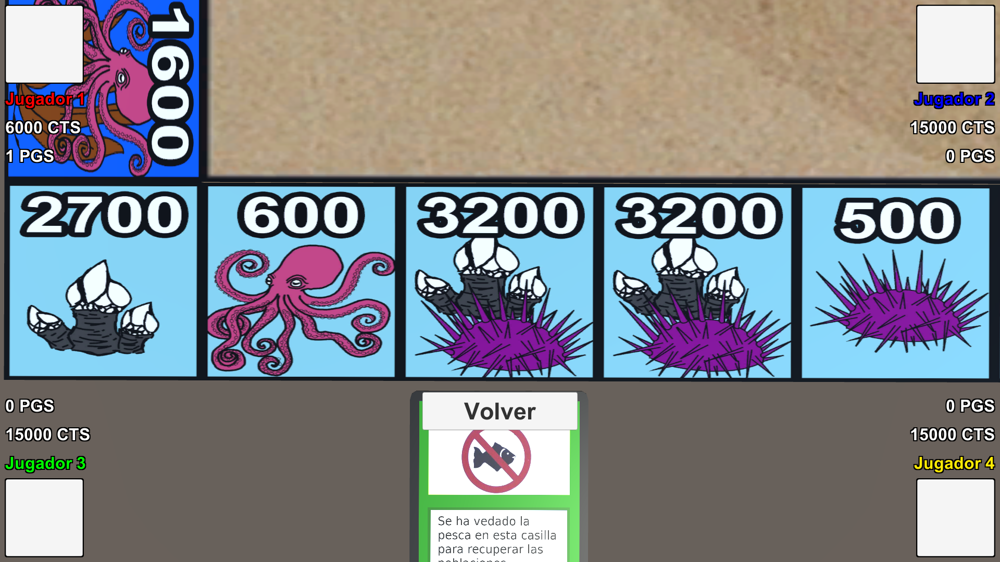 1600
Jugador 1
6000 CTS
1 PGS
Jugador 2
15000 CTS
0 PGS
2700
600
3200
3200
500
0 PGS
15000 CTS
Jugador 3
Volver
Se ha vedado la
pesca en esta casilla
para recuperar las
poblaciones
0 PGS
15000 CTS
Jugador 4